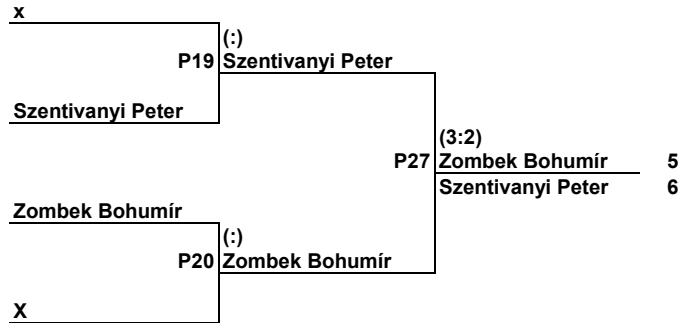 x
(:)
P19 Szentivanyi Peter
Szentivanyi Peter
(3:2)
P27 Zombek Bohumír 5
Szentivanyi Peter 6
Zombek Bohumír
(:)
P20 Zombek Bohumír
X